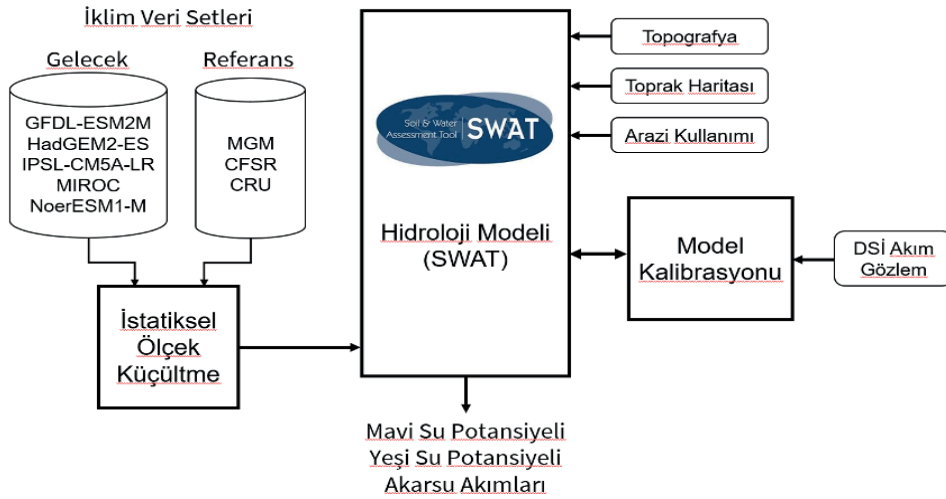 İklim Veri Setleri
Gelecek
Referans
GFDL-ESM2M
HadGEM2-ES
IPSL-CM5A-LR
MIROC
NoerESM1-M
MGM
CFSR
CRU
İstatiksel
Ölçek
Küçültme
Soil & Water
Assessment Tool
SWAT
Hidroloji Modeli
(SWAT)
Topografya
Toprak Haritası
Arazi Kullanımı
Model
Kalibrasyonu
DSİ Akım
Gözlem
Mavi Su Potansiyeli
Yeşi Su Potansiyeli
Akarsu Akımları